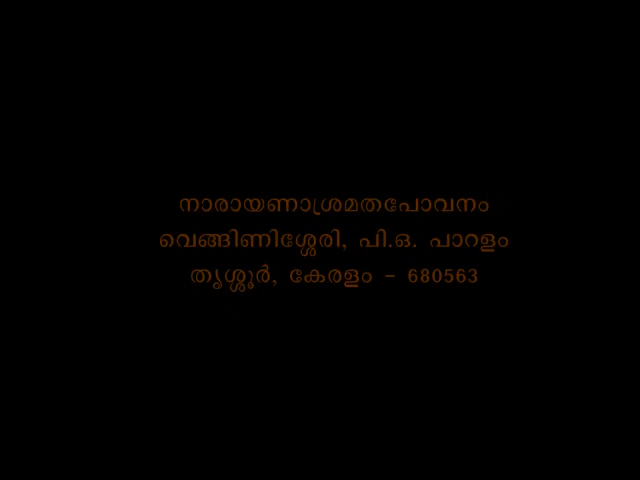 നാരായണാശ്രമതപോവനം
വെങ്ങിണിശ്ശേരി, പി.ഒ. പാറളം
തൃശ്ശൂർ, കേരളം - 680563